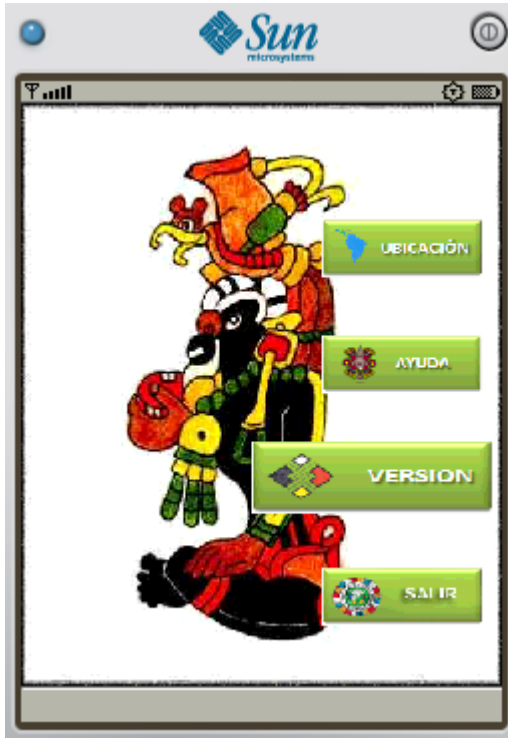 Sun
microsystems
UBICACIÓN
AYUDA
VERSION
SALIR